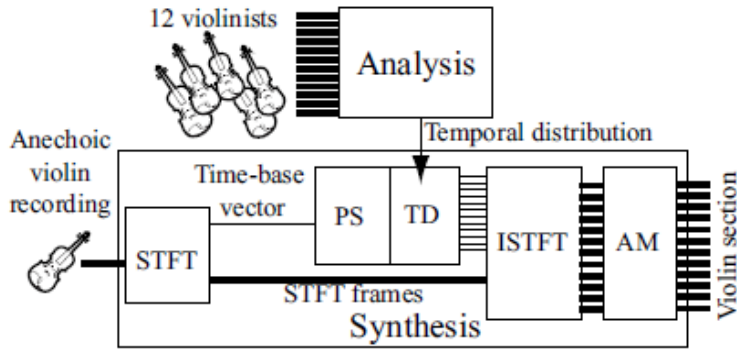 12 violinists
Analysis
Temporal distribution
Anechoic
violin
recording
Time-base
vector
STFT
PS
TD
ISTFT
AM
STFT frames
Synthesis
Violin section